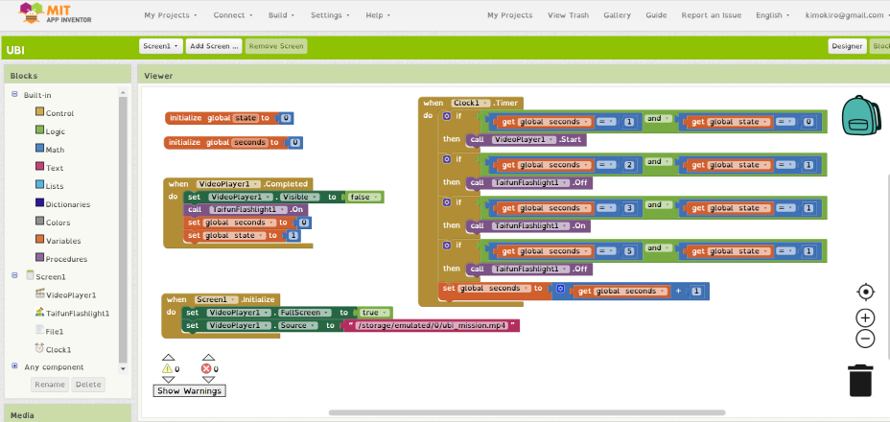 MIT
APP INVENTOR
My Projects
Connect
Build
Settings
Help
My Projects
View Trash
Gallery
Guide
Report an Issue
English
kimokiro@gmail.com
UBI
Screen1
Add Screen ...
Remove Screen
Designer
Block
Blocks
Viewer
Built-in
Control
Logic
Math
Text
Lists
Dictionaries
Colors
Variables
Procedures
Screen1
VideoPlayer1
TaifunFlashlight1
File1
Clock1
Any component
Rename
Delete
Media
initialize global state to 0
initialize global seconds to 0
when VideoPlayer1 .Completed
do set VideoPlayer1 . Visible to false
call TaifunFlashlight1 .On
set global seconds to 0
set global state to 1
when Screen1 .Initialize
do set VideoPlayer1 . FullScreen to true
set VideoPlayer1 . Source to " /storage/emulated/0/ubi_mission.mp4 "
0 0
Show Warnings
when Clock1 .Timer
do if get global seconds = 1 and get global state = 0
then call VideoPlayer1 .Start
if get global seconds = 2 and get global state = 1
then call TaifunFlashlight1 .Off
if get global seconds = 3 and get global state = 1
then call TaifunFlashlight1 .On
if get global seconds = 5 and get global state = 1
then call TaifunFlashlight1 .Off
set global seconds to get global seconds + 1